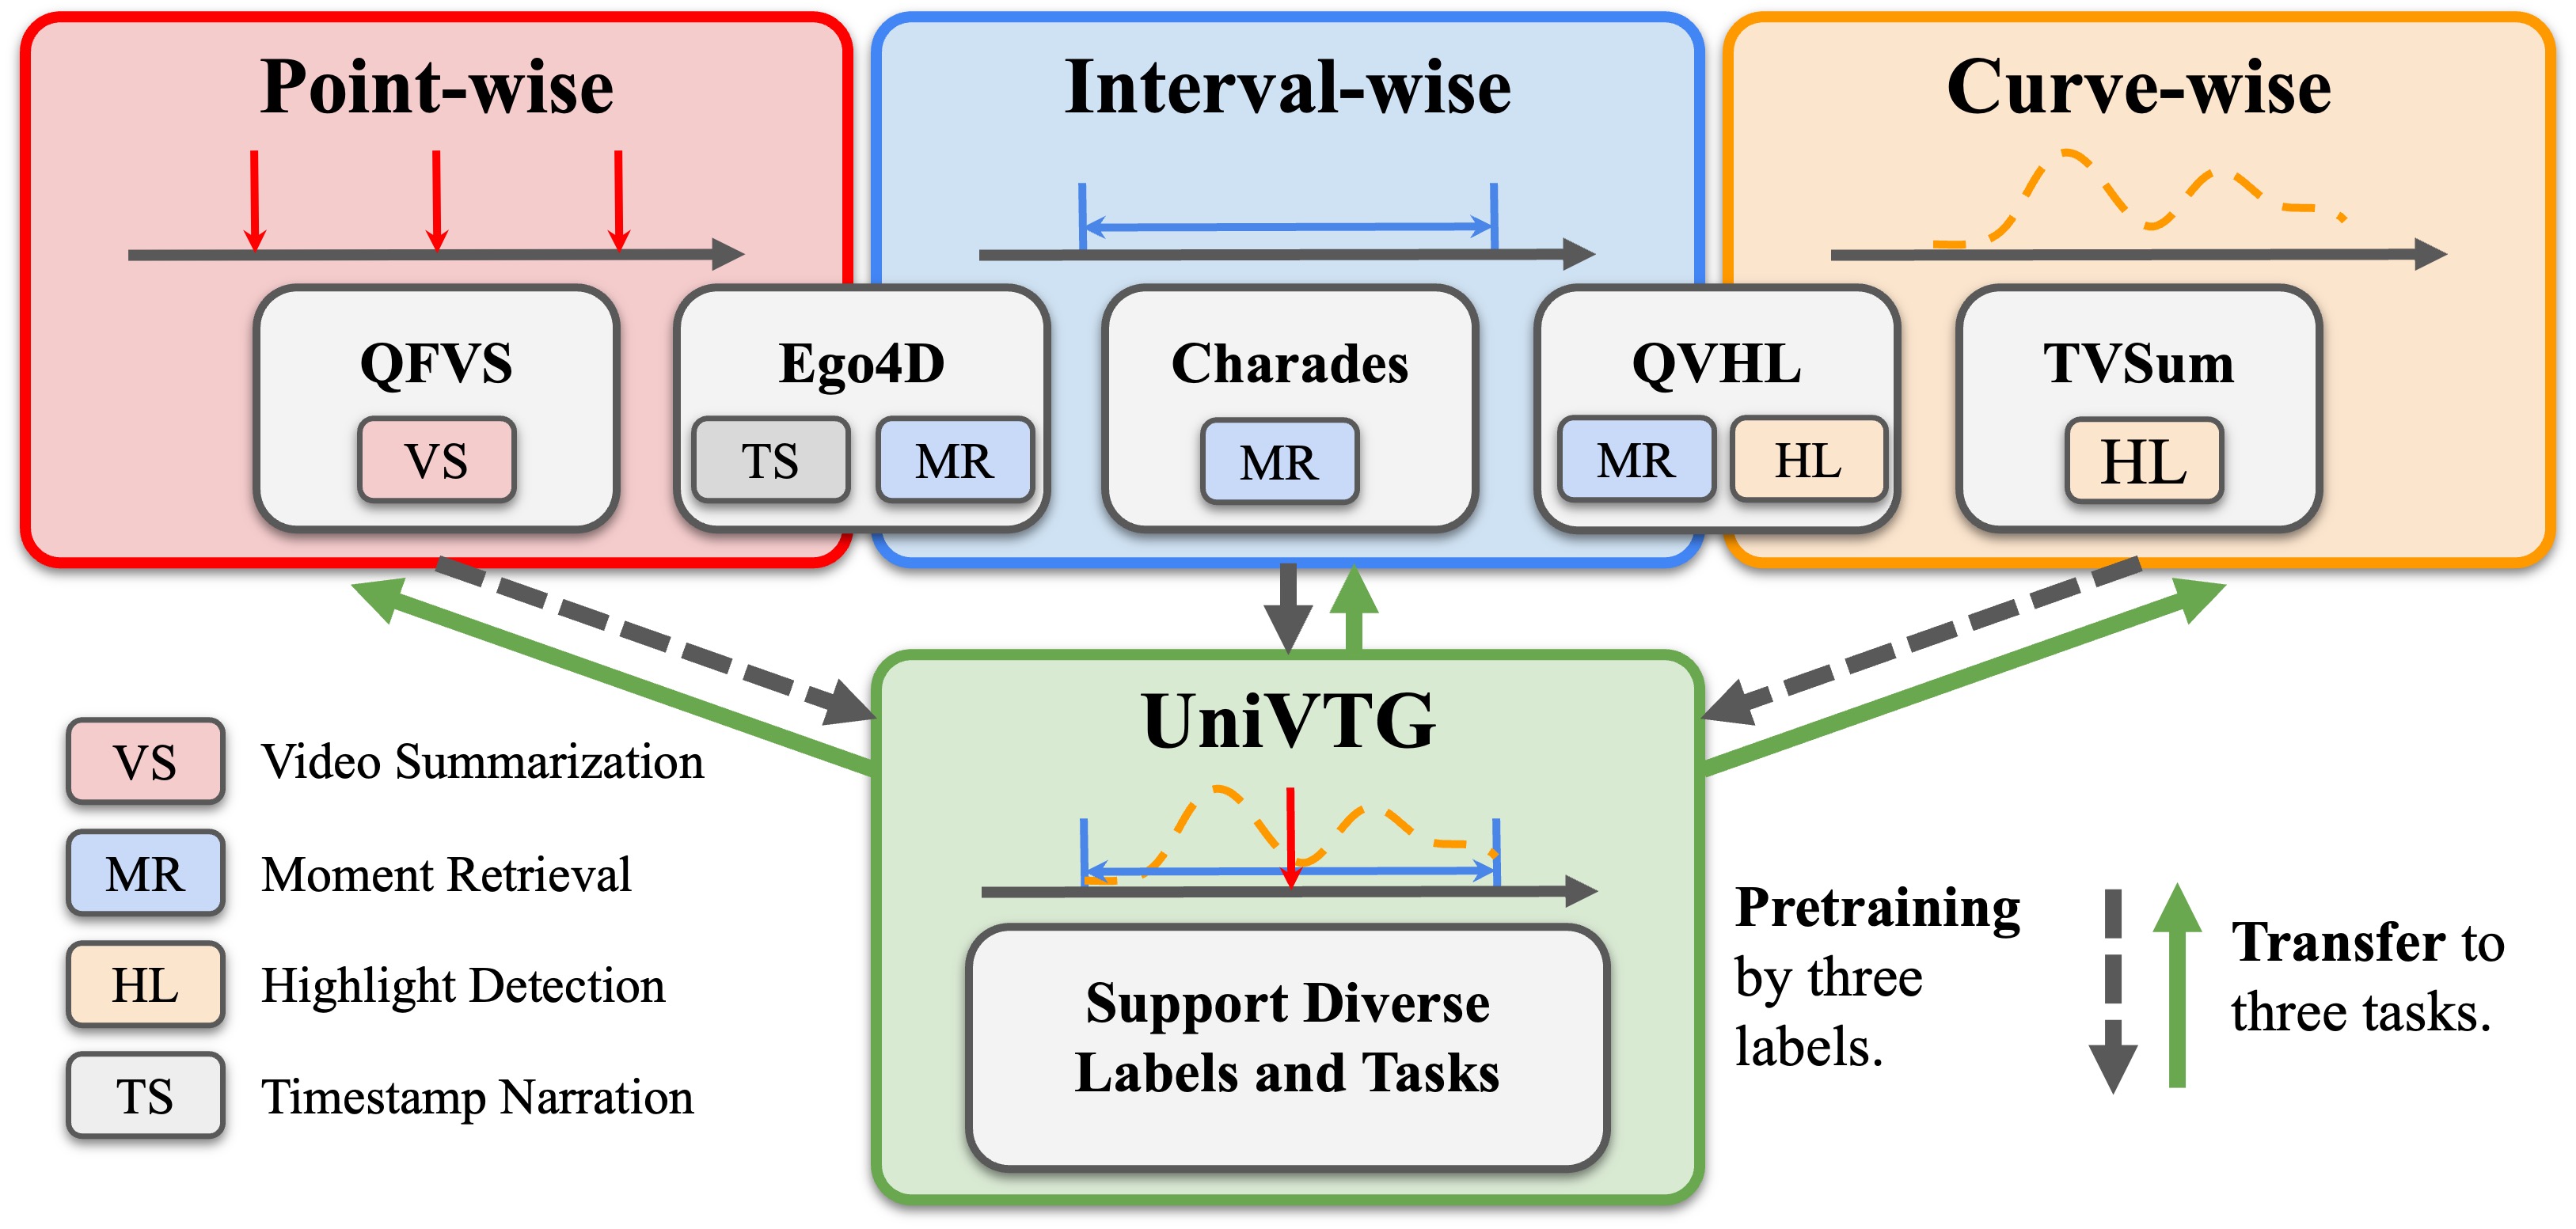 Point-wise
Interval-wise
Curve-wise
QFVS
VS
Ego4D
TS MR
Charades
MR
QVHL
MR HL
TVSum
HL
UniVTG
Support Diverse
Labels and Tasks
VS Video Summarization
MR Moment Retrieval
HL Highlight Detection
TS Timestamp Narration
Pretraining
by three
labels.
Transfer to
three tasks.